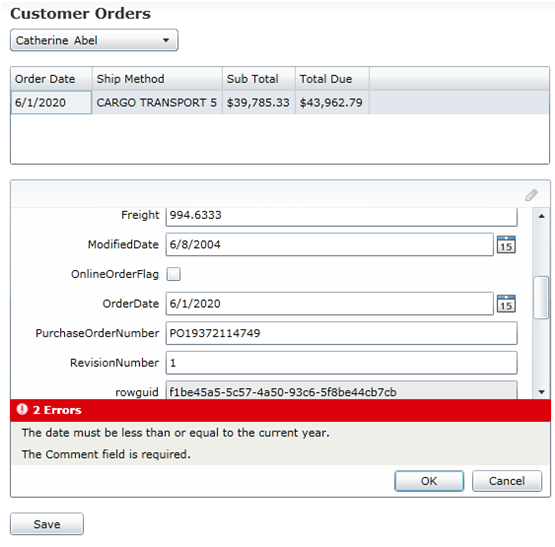 Customer Orders
Catherine Abel
Order Date Ship Method Sub Total Total Due
6/1/2020 CARGO TRANSPORT 5 $39,785.33 $43,962.79
Freight 994.6333
ModifiedDate 6/8/2004 15
OnlineOrderFlag
OrderDate 6/1/2020 15
PurchaseOrderNumber PO19372114749
RevisionNumber 1
rowguid f1be45a5-5c57-4a50-93c6-5f8be44cb7cb
2 Errors
The date must be less than or equal to the current year.
The Comment field is required.
OK Cancel
Save